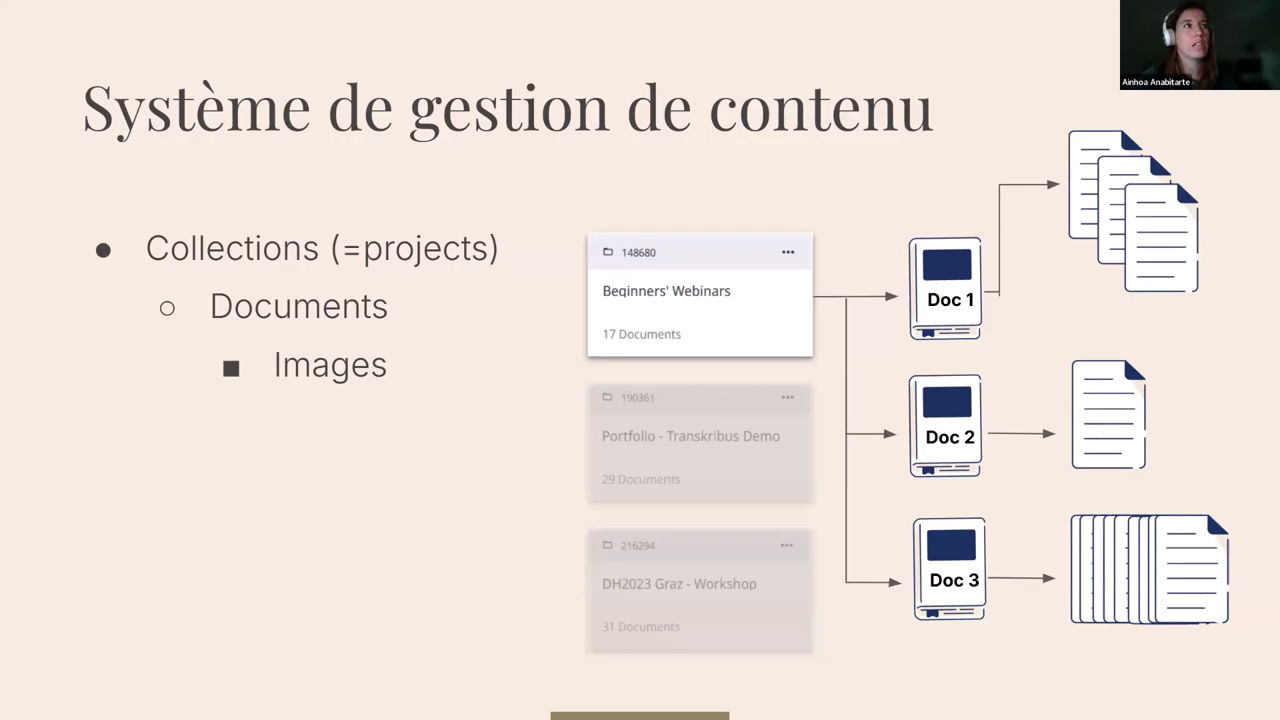 Ainhoa Anabitarte
Système de gestion de contenu
● Collections (=projects)
○ Documents
■ Images
148680
Beginners' Webinars
17 Documents
190361
Portfolio - Transkribus Demo
29 Documents
216294
DH2023 Graz - Workshop
31 Documents
Doc 1
Doc 2
Doc 3